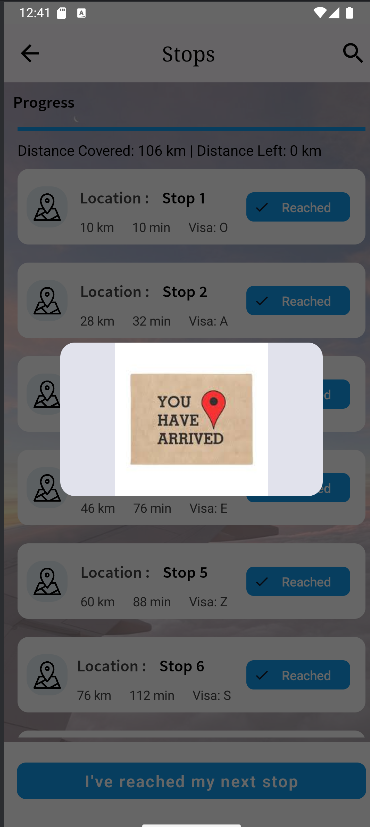 12:41
Stops
Progress
Distance Covered: 106 km | Distance Left: 0 km
Location : Stop 1
Reached
10 km 10 min Visa: O
Location : Stop 2
Reached
28 km 32 min Visa: A
YOU
HAVE
ARRIVED
46 km 76 min Visa: E
Location : Stop 5
Reached
60 km 88 min Visa: Z
Location : Stop 6
Reached
76 km 112 min Visa: S
I've reached my next stop